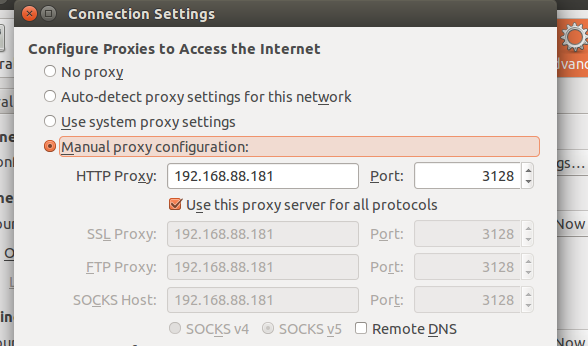 Connection Settings
Configure Proxies to Access the Internet
No proxy
Auto-detect proxy settings for this network
Use system proxy settings
Manual proxy configuration:
HTTP Proxy: 192.168.88.181 Port: 3128
Use this proxy server for all protocols
SSL Proxy: 192.168.88.181 Port: 3128
FTP Proxy: 192.168.88.181 Port: 3128
SOCKS Host: 192.168.88.181 Port: 3128
SOCKS v4 SOCKS v5 Remote DNS
Now
Now